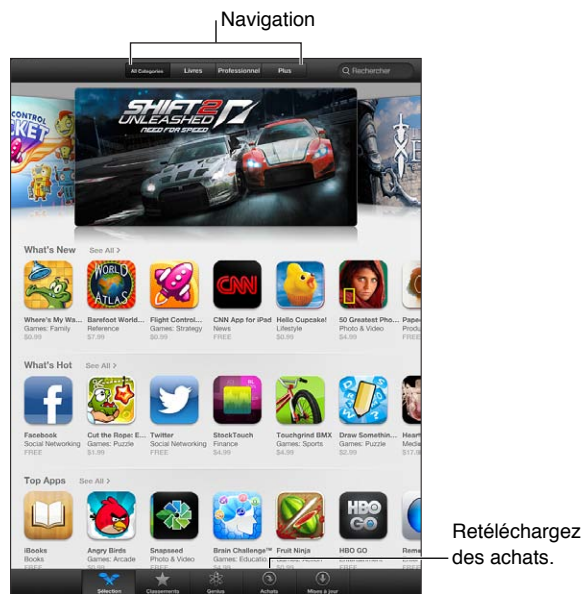 Navigation
All Categories Livres Professionnel Plus Rechercher
SHIFT 2
UNLEASHED
NEED FOR SPEED
What's New See All >
WORLD
ATLAS
CNN
Where's My Wa... Barefoot World... Flight Control... CNN App for iPad Hello Cupcake! 50 Greatest Pho...
Games: Family Reference Games: Strategy News Lifestyle Photo & Video
$0.99 $7.99 $0.99 FREE $0.99 $4.99 FREE
What's Hot See All >
Facebook Cut the Rope: E... Twitter StockTouch Touchgrind BMX Draw Somethin...
Social Networking Games: Puzzle Social Networking Finance Games: Sports Games: Puzzle
FREE $1.99 FREE $4.99 $4.99 $2.99
Top Apps See All >
HBO
GO
iBooks Angry Birds Snapseed Brain Challenge™ Fruit Ninja HBO GO
Books Games: Arcade Photo & Video Games: Educatio...
Retéléchargez
des achats.
Sélection Classements Genius Achats Mises à jour